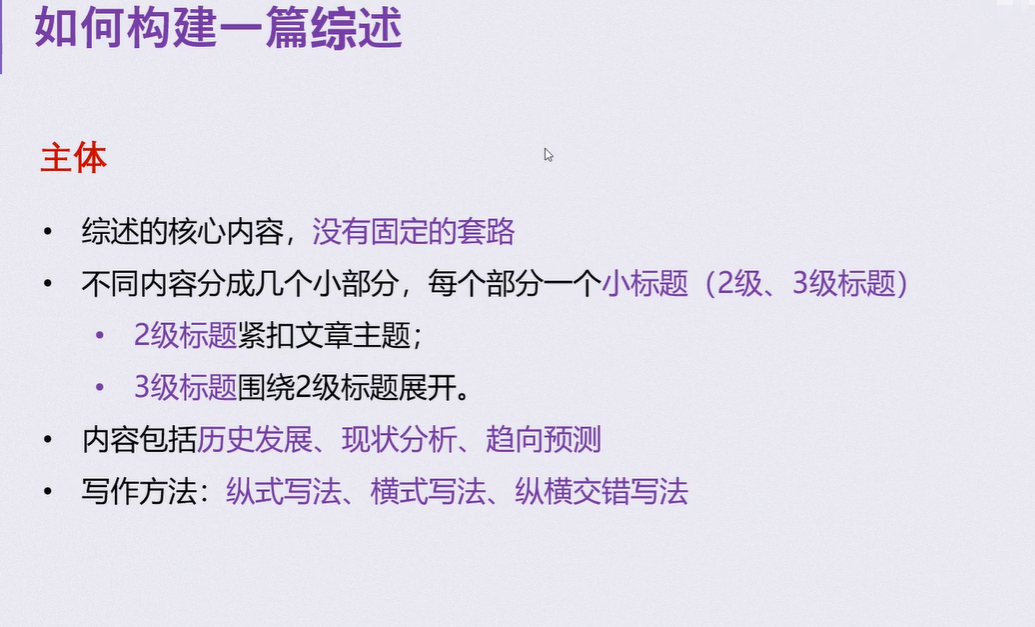 如何构建一篇综述
主体
• 综述的核心内容，没有固定的套路
• 不同内容分成几个小部分，每个部分一个小标题（2级、3级标题）
• 2级标题紧扣文章主题；
• 3级标题围绕2级标题展开。
• 内容包括历史发展、现状分析、趋向预测
• 写作方法：纵式写法、横式写法、纵横交错写法